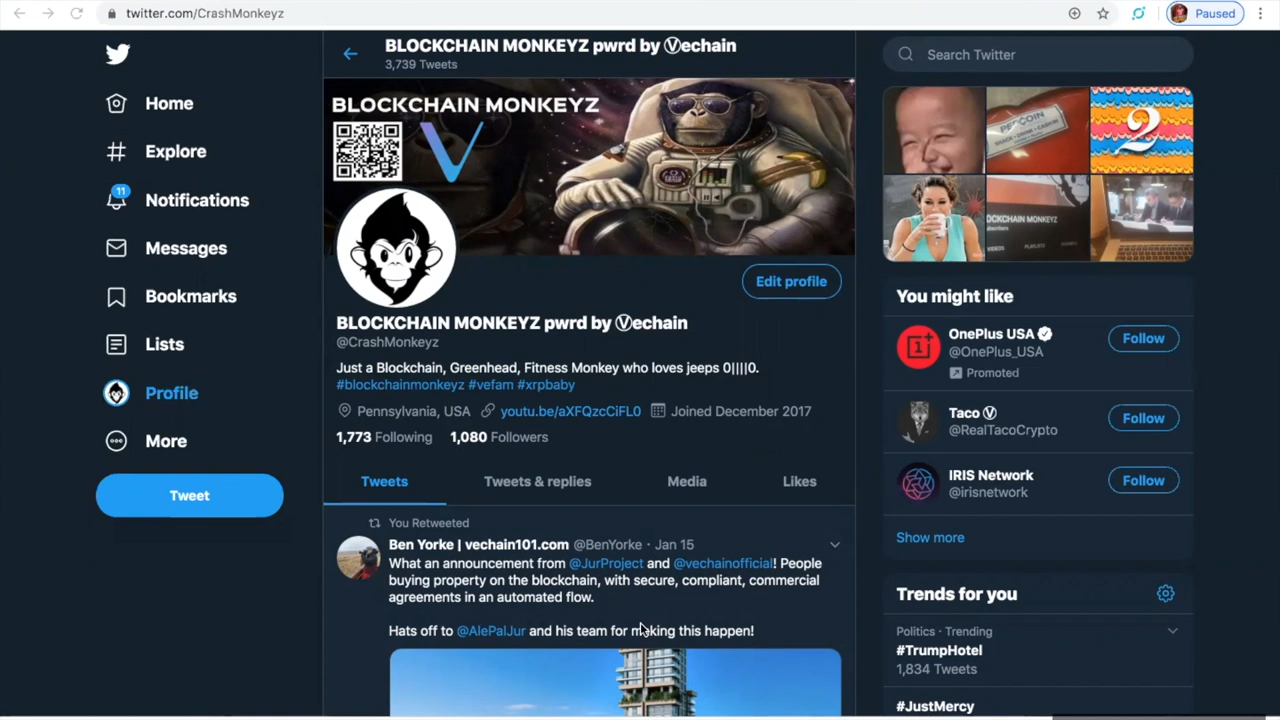 twitter.com/CrashMonkeyz
Paused
Home
Explore
11
Notifications
Messages
Bookmarks
Lists
Profile
More
Tweet
BLOCKCHAIN MONKEYZ pwrd by Ⓥechain
3,739 Tweets
BLOCKCHAIN MONKEYZ
Edit profile
BLOCKCHAIN MONKEYZ pwrd by Ⓥechain
@CrashMonkeyz
Just a Blockchain, Greenhead, Fitness Monkey who loves jeeps 0||||0.
#blockchainmonkeyz #vefam #xrpbaby
Pennsylvania, USA youtu.be/aXFQzcCiFL0 Joined December 2017
1,773 Following 1,080 Followers
Tweets Tweets & replies Media Likes
You Retweeted
Ben Yorke | vechain101.com @BenYorke · Jan 15
What an announcement from @JurProject and @vechainofficial! People
buying property on the blockchain, with secure, compliant, commercial
agreements in an automated flow.
Hats off to @AlePalJur and his team for making this happen!
Search Twitter
2
OCKCHAIN MONKEYZ
You might like
OnePlus USA
@OnePlus_USA
Promoted
Follow
Taco Ⓥ
@RealTacoCrypto
Follow
IRIS Network
@irisnetwork
Follow
Show more
Trends for you
Politics · Trending
#TrumpHotel
1,834 Tweets
#JustMercy